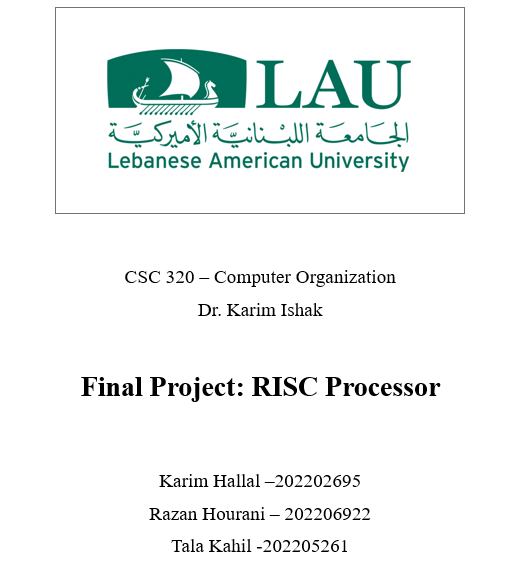 LAU
الجامعة اللبنانية الأميركية
Lebanese American University
CSC 320 – Computer Organization
Dr. Karim Ishak
Final Project: RISC Processor
Karim Hallal –202202695
Razan Hourani – 202206922
Tala Kahil -202205261